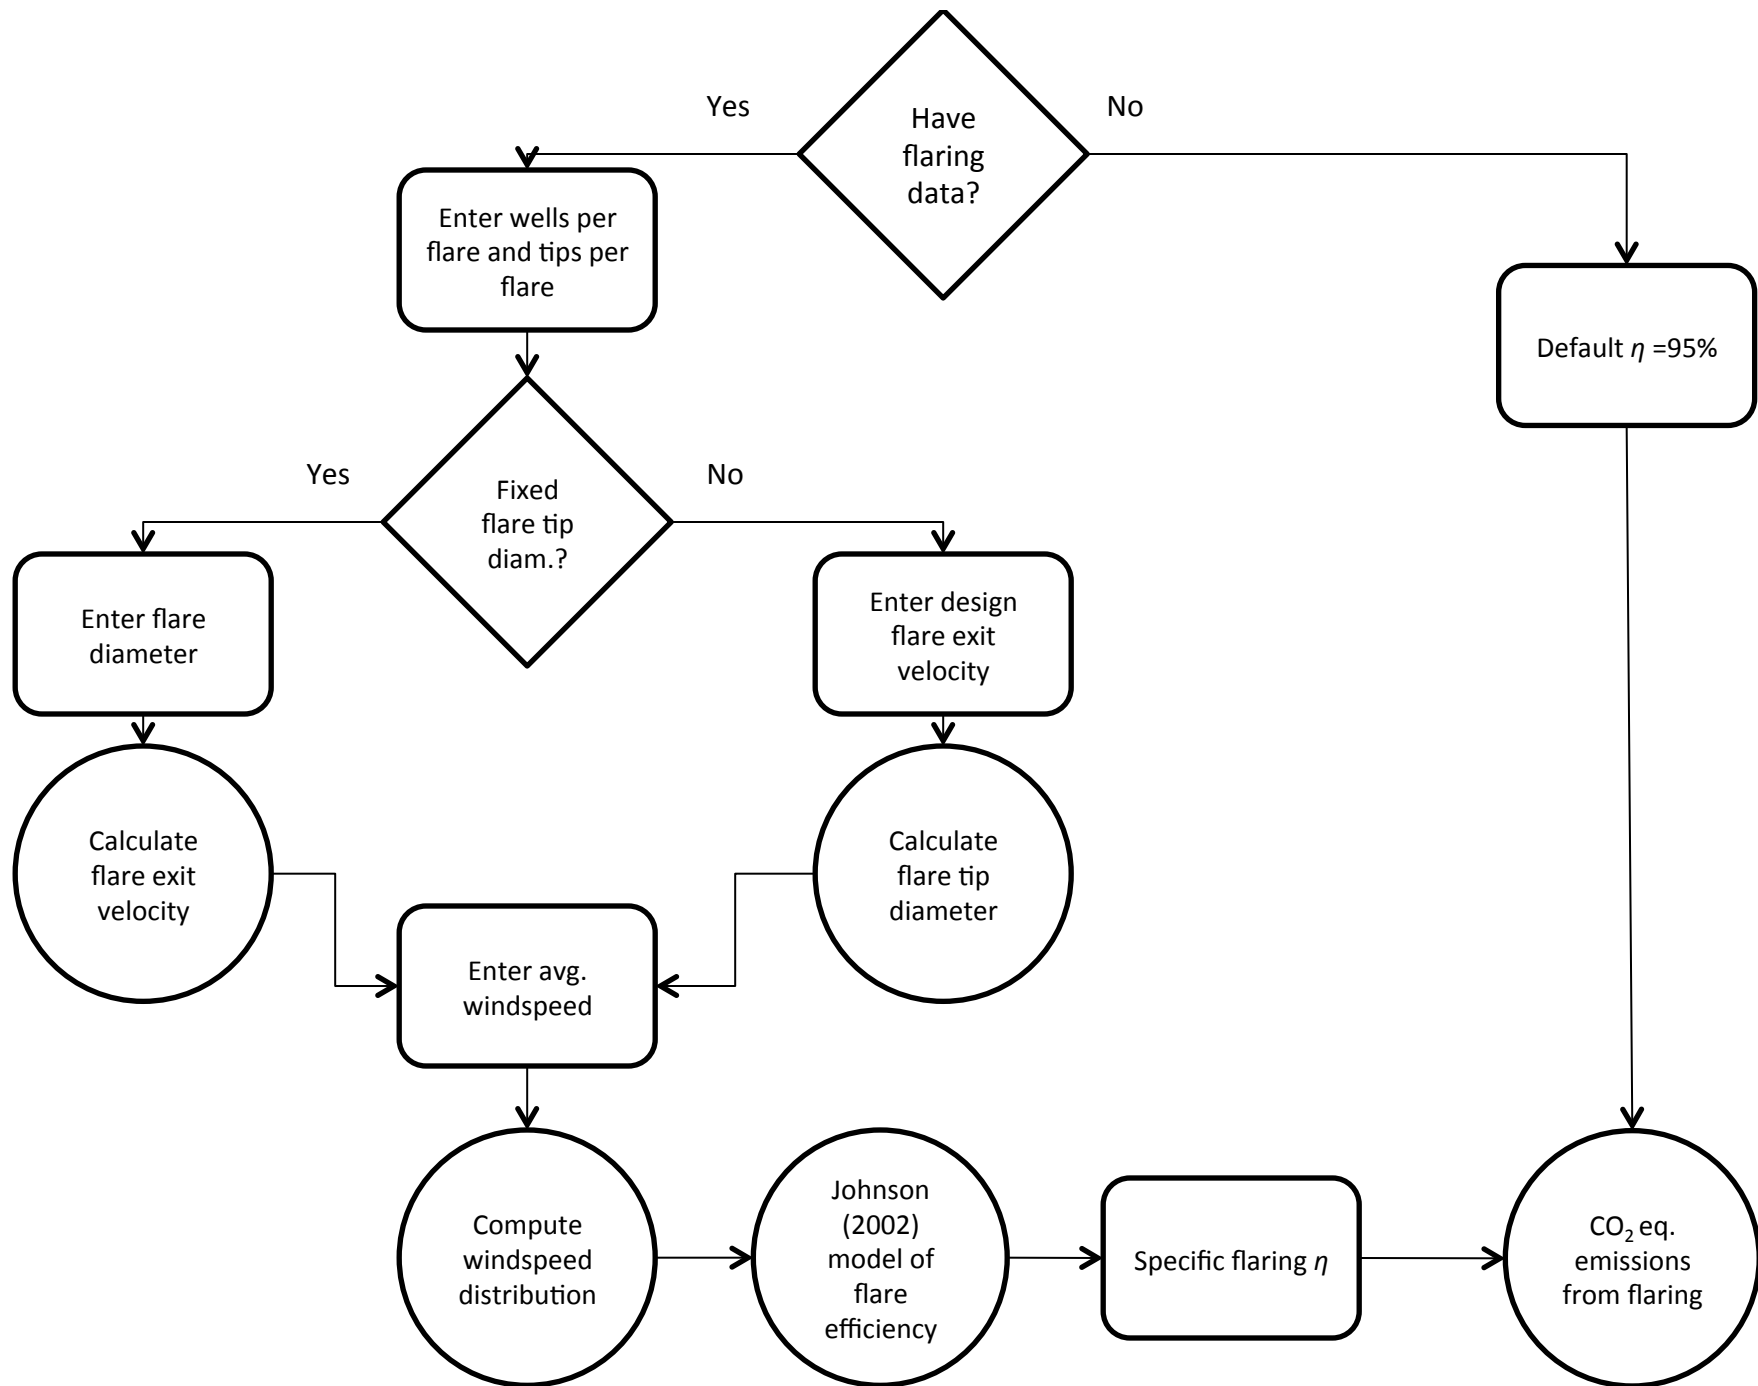 Yes
Have
flaring
data?
No
Enter wells per
flare and tips per
flare
Default η =95%
Yes
Fixed
flare tip
diam.?
No
Enter flare
diameter
Enter design
flare exit
velocity
Calculate
flare exit
velocity
Calculate
flare tip
diameter
Enter avg.
windspeed
Compute
windspeed
distribution
Johnson
(2002)
model of
flare
efficiency
Specific flaring η
CO₂ eq.
emissions
from flaring